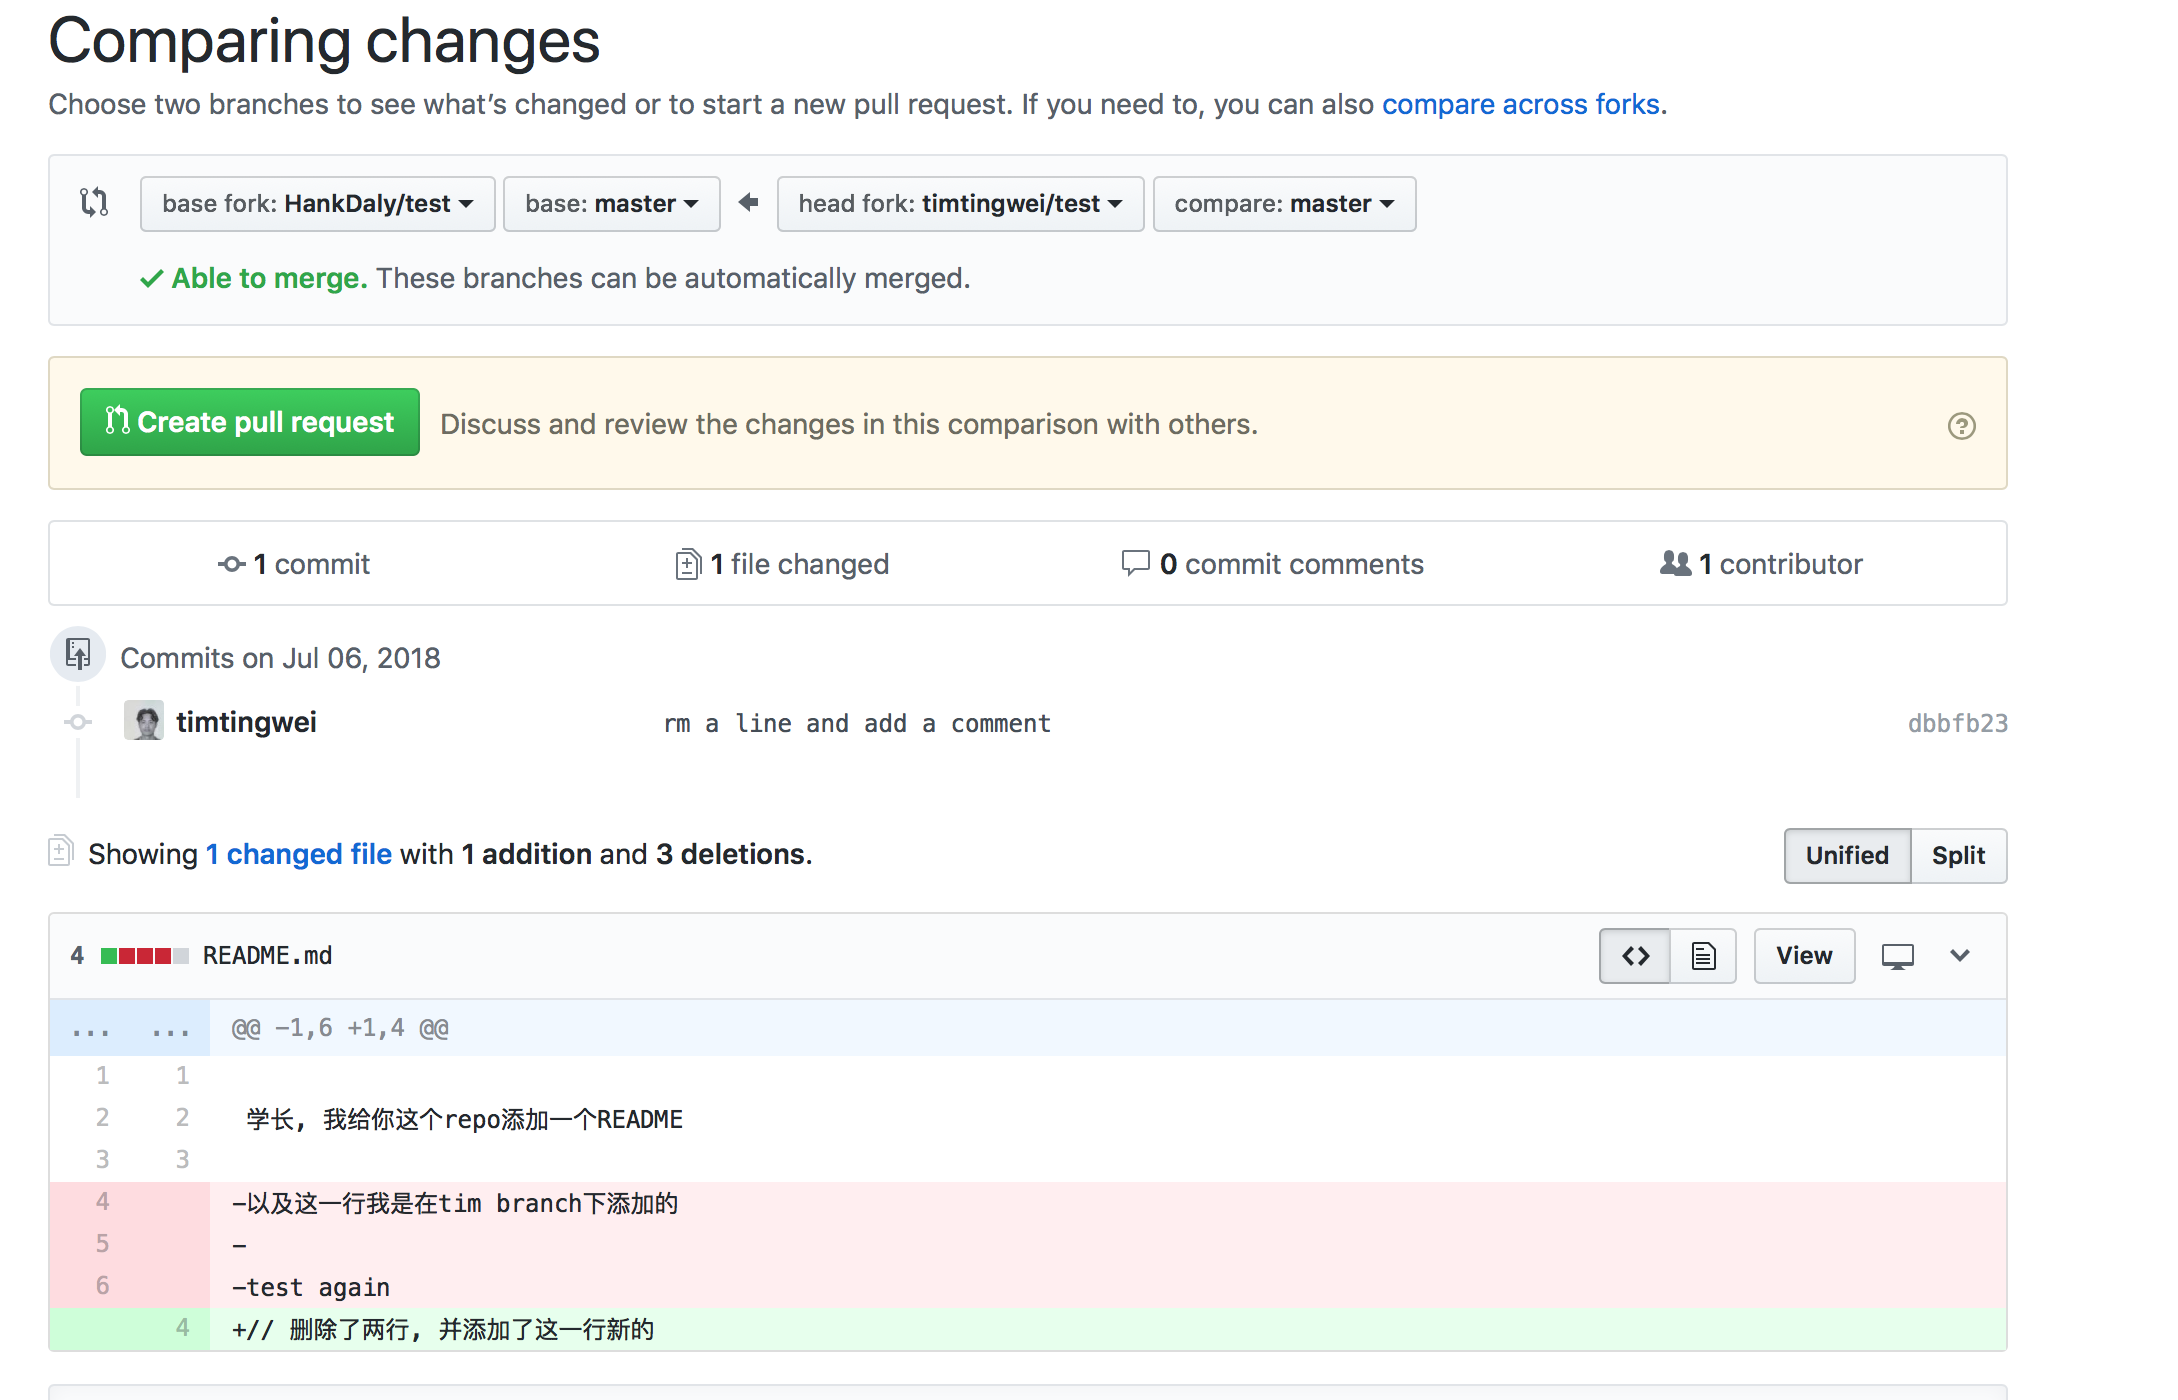 Comparing changes
Choose two branches to see what’s changed or to start a new pull request. If you need to, you can also compare across forks.
base fork: HankDaly/test base: master head fork: timtingwei/test compare: master
Able to merge. These branches can be automatically merged.
Create pull request Discuss and review the changes in this comparison with others.
1 commit 1 file changed 0 commit comments 1 contributor
Commits on Jul 06, 2018
timtingwei rm a line and add a comment dbbfb23
Showing 1 changed file with 1 addition and 3 deletions. Unified Split
4 README.md View
... ... @@ -1,6 +1,4 @@
1 1
2 2 学长, 我给你这个repo添加一个README
3 3
4 -以及这一行我是在tim branch下添加的
5 -
6 -test again
4 +// 删除了两行, 并添加了这一行新的